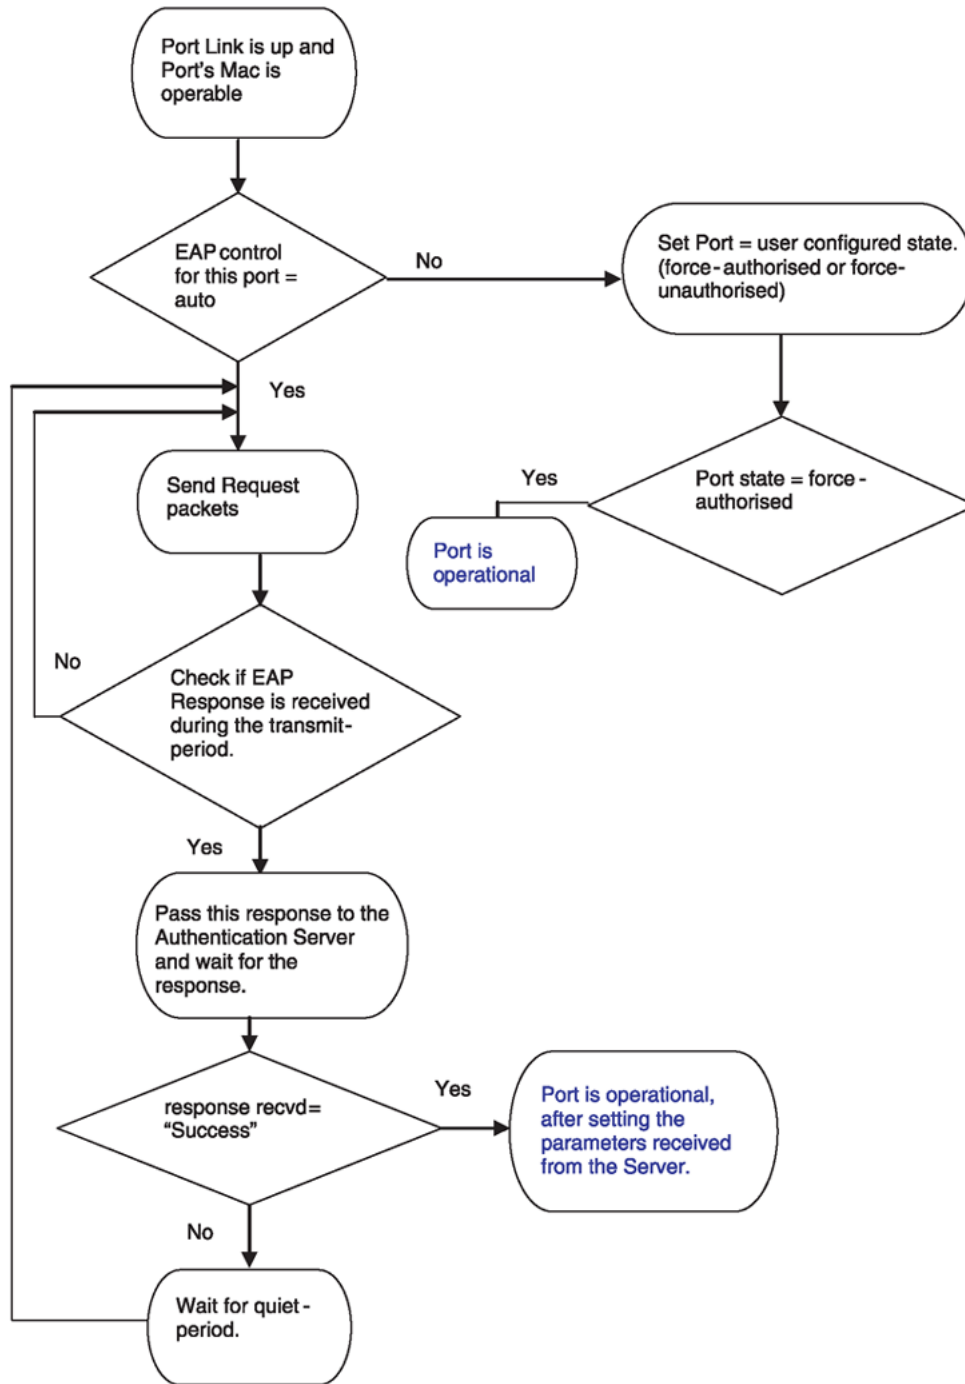 Port Link is up and
Port's Mac is
operable
EAP control
for this port =
auto
No
Set Port = user configured state.
(force-authorised or force-
unauthorised)
Yes
Send Request
packets
Yes
Port state = force-
authorised
Port is
operational
No
Check if EAP
Response is received
during the transmit-
period.
Yes
Pass this response to the
Authentication Server
and wait for the
response.
response recvd=
“Success”
Yes
Port is operational,
after setting the
parameters received
from the Server.
No
Wait for quiet-
period.